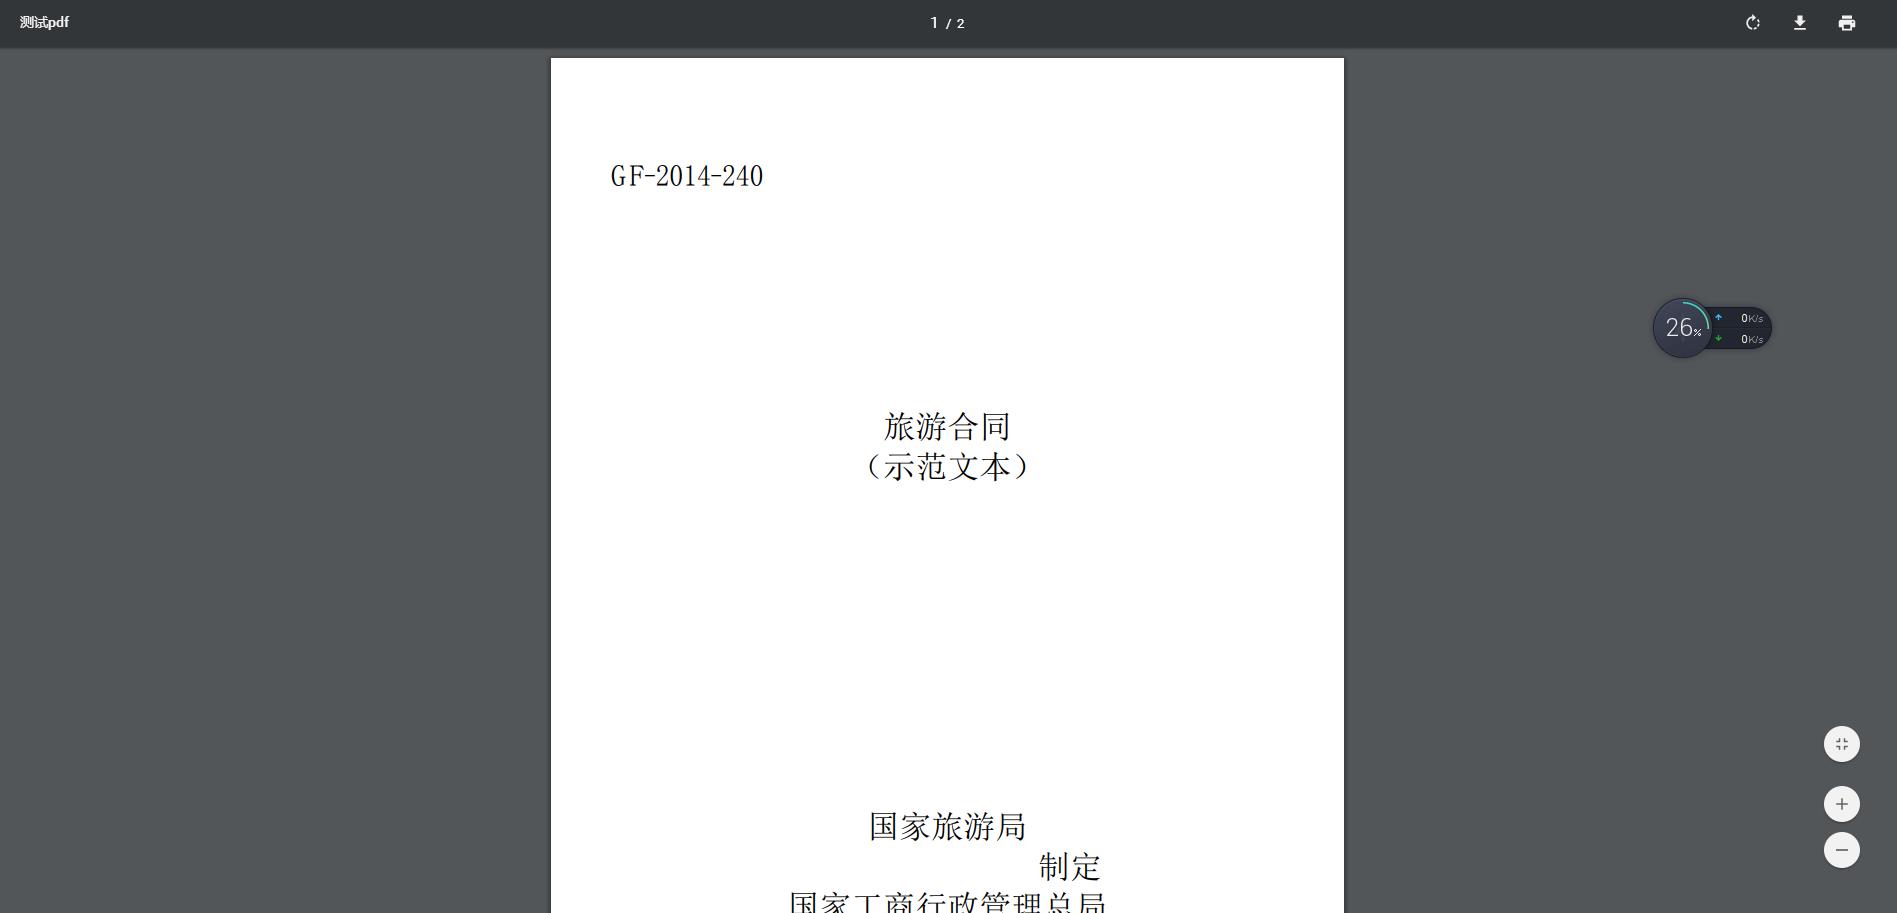 测试pdf
1 / 2
GF-2014-240
旅游合同
（示范文本）
26%
0K/s
0K/s
国家旅游局
制定
国家工商行政管理总局